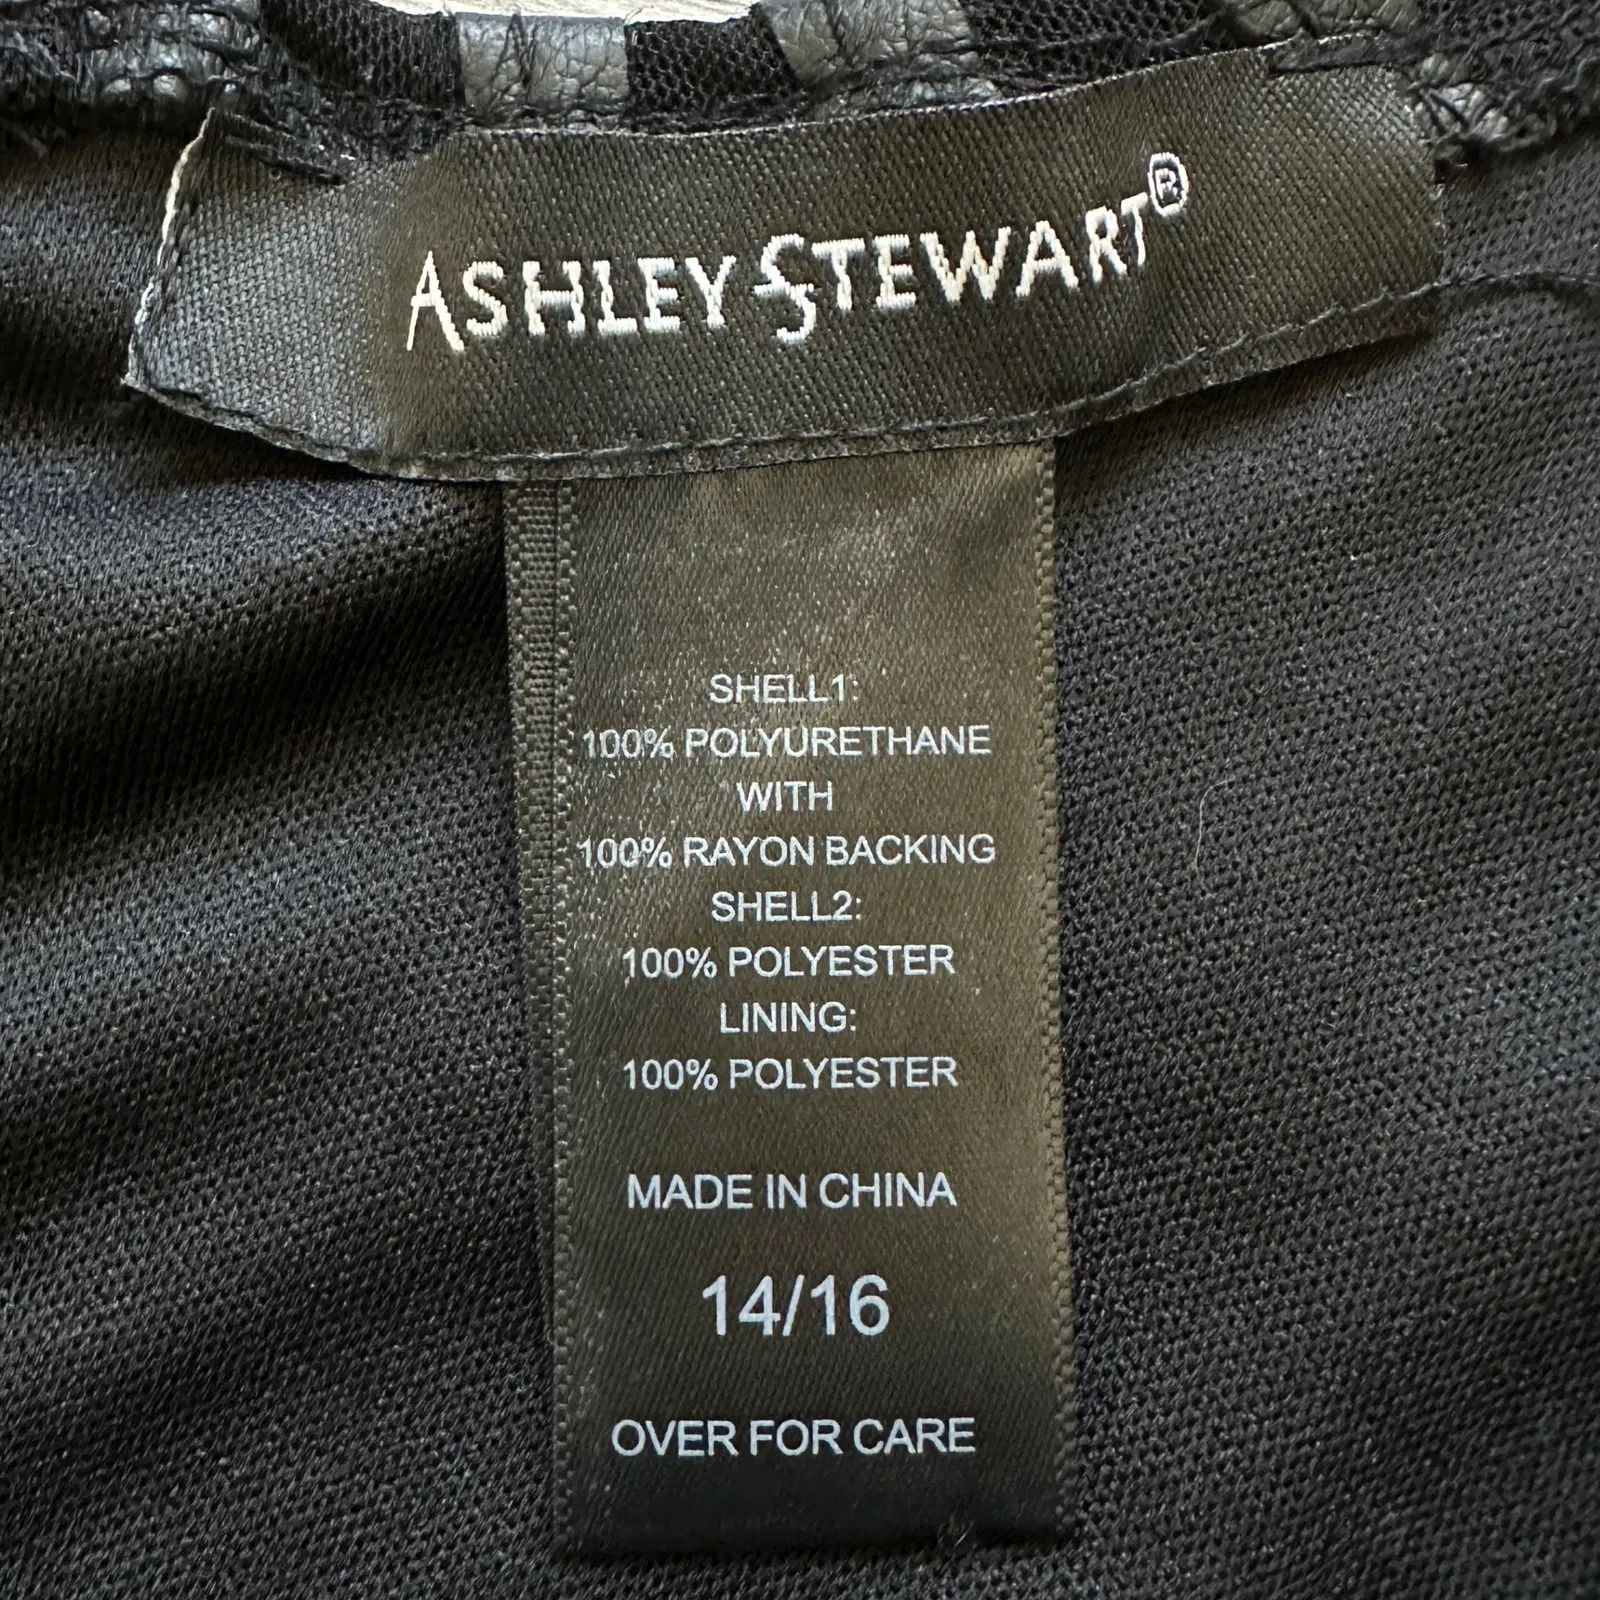 ASHLEY STEWART®
SHELL1:
100% POLYURETHANE
WITH
100% RAYON BACKING
SHELL2:
100% POLYESTER
LINING:
100% POLYESTER
MADE IN CHINA
14/16
OVER FOR CARE